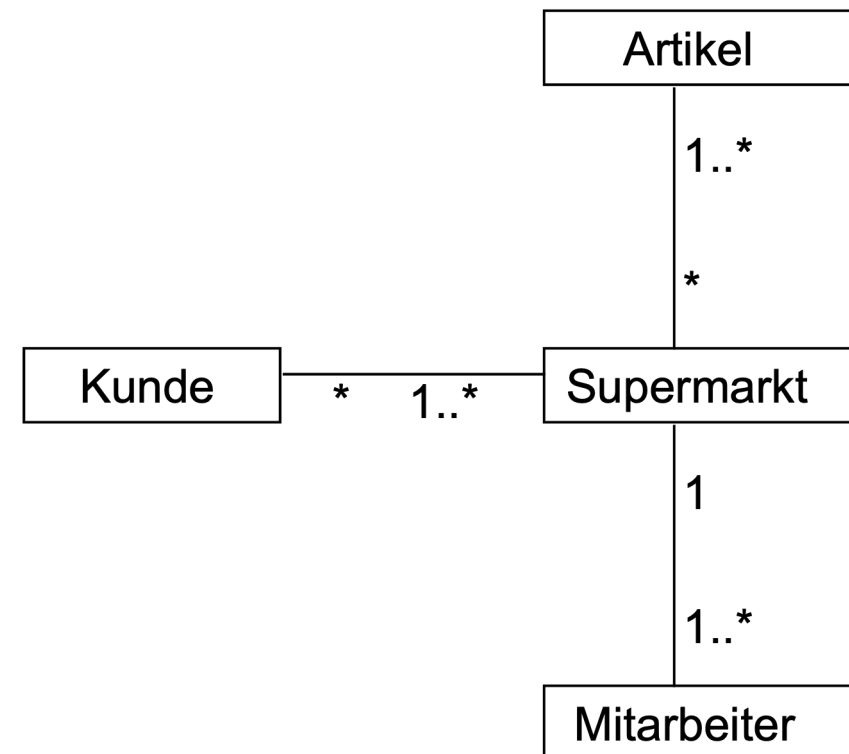 Artikel
1..*
*
Kunde
* 1..*
Supermarkt
1
1..*
Mitarbeiter